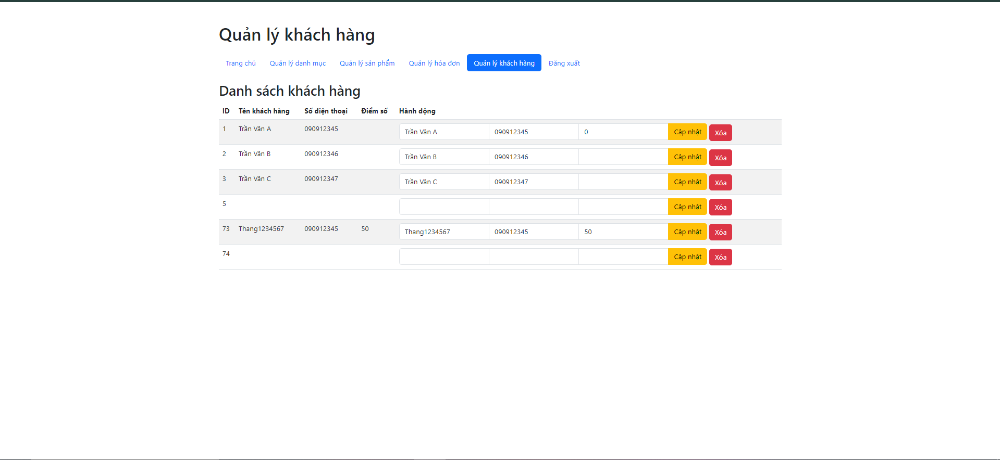 Quản lý khách hàng
Trang chủ Quản lý danh mục Quản lý sản phẩm Quản lý hóa đơn Quản lý khách hàng Đăng xuất
Danh sách khách hàng
ID Tên khách hàng Số điện thoại Điểm số Hành động
1 Trần Văn A 090912345 Trần Văn A 090912345 0 Cập nhật Xóa
2 Trần Văn B 090912346 Trần Văn B 090912346 Cập nhật Xóa
3 Trần Văn C 090912347 Trần Văn C 090912347 Cập nhật Xóa
5 Cập nhật Xóa
73 Thang1234567 090912345 50 Thang1234567 090912345 50 Cập nhật Xóa
74 Cập nhật Xóa